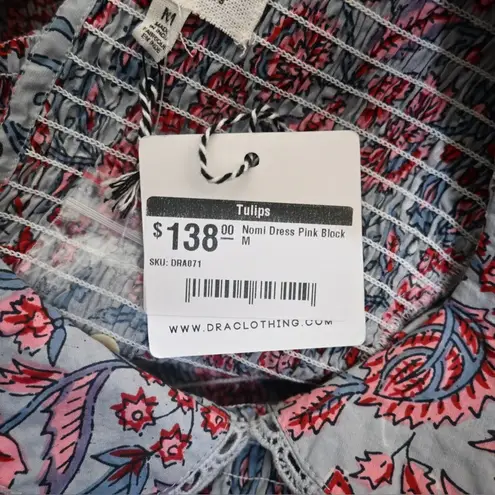 M
Tulips
$138.00 Nomi Dress Pink Block
M
SKU: DRA071
WWW.DRACLOTHING.COM